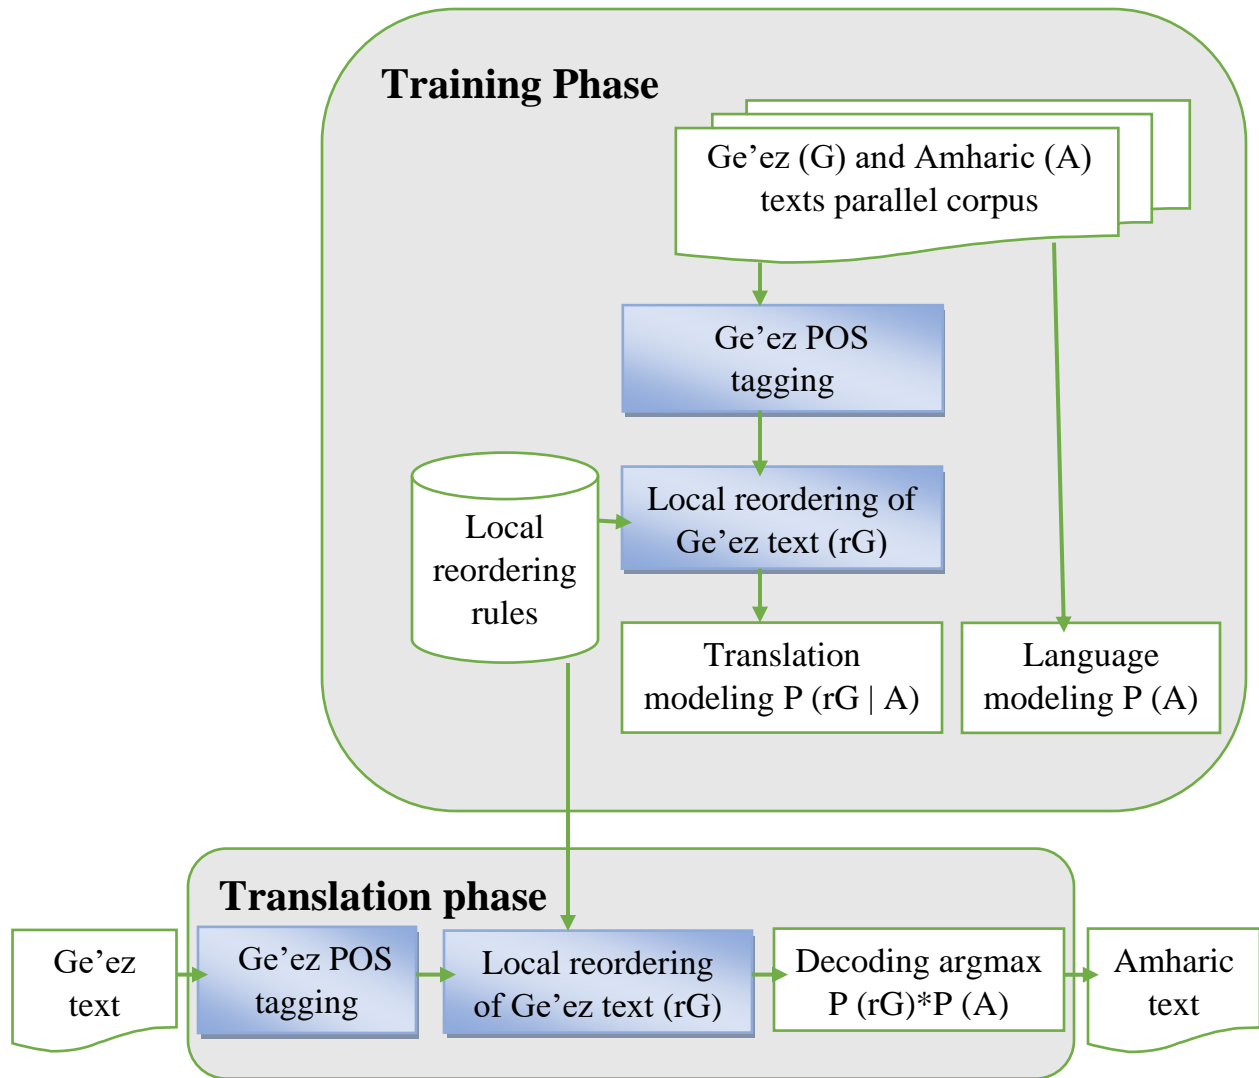 Training Phase
Ge’ez (G) and Amharic (A)
texts parallel corpus
Ge’ez POS
tagging
Local
reordering
rules
Local reordering of
Ge’ez text (rG)
Translation
modeling P (rG | A)
Language
modeling P (A)
Translation phase
Ge’ez
text
Ge’ez POS
tagging
Local reordering
of Ge’ez text (rG)
Decoding argmax
P (rG)*P (A)
Amharic
text